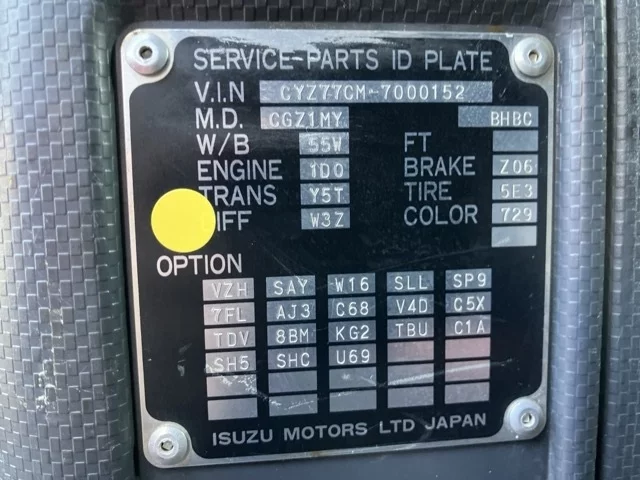 SERVICE-PARTS ID PLATE
V.I.N CYZ77CM-7000152
M.D. CGZ1MY BHBC
W/B 55W FT
ENGINE 1D0 BRAKE Z06
TRANS Y5T TIRE 5E3
DIFF W3Z COLOR 729
OPTION
VZH SAY W16 SLL SP9
7FL AJ3 C68 V4D C5X
TDV 8BM KG2 TBU C1A
SH5 SHC U69
ISUZU MOTORS LTD JAPAN